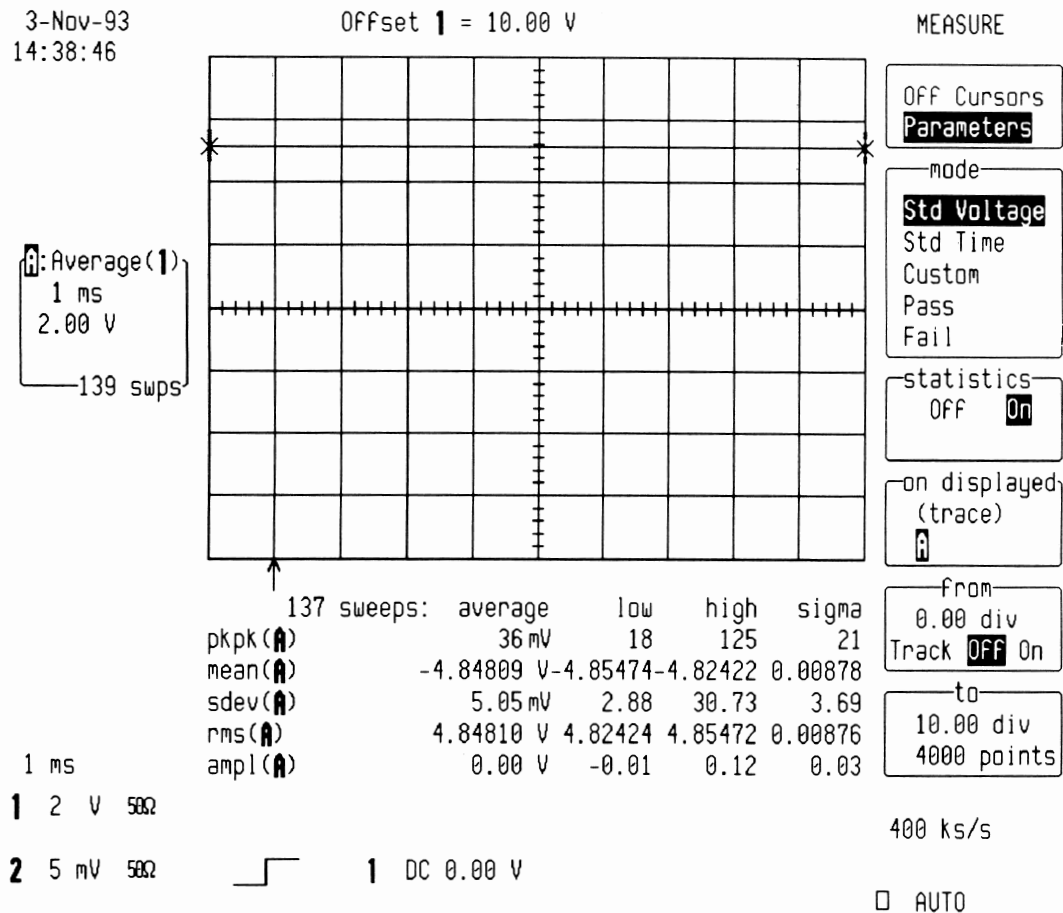 3-Nov-93
14:38:46
Offset 1 = 10.00 V
MEASURE
Off Cursors
Parameters
mode
Std Voltage
Std Time
Custom
Pass
Fail
statistics
Off On
on displayed
(trace)
A
from
0.00 div
Track Off On
to
10.00 div
4000 points
A:Average(1)
1 ms
2.00 V
139 swps
137 sweeps: average low high sigma
pkpk(A) 36 mV 18 125 21
mean(A) -4.84809 V -4.85474 -4.82422 0.00878
sdev(A) 5.05 mV 2.88 30.73 3.69
rms(A) 4.84810 V 4.82424 4.85472 0.00876
ampl(A) 0.00 V -0.01 0.12 0.03
1 ms
1 2 V 50Ω
2 5 mV 50Ω
1 DC 0.00 V
400 ks/s
AUTO